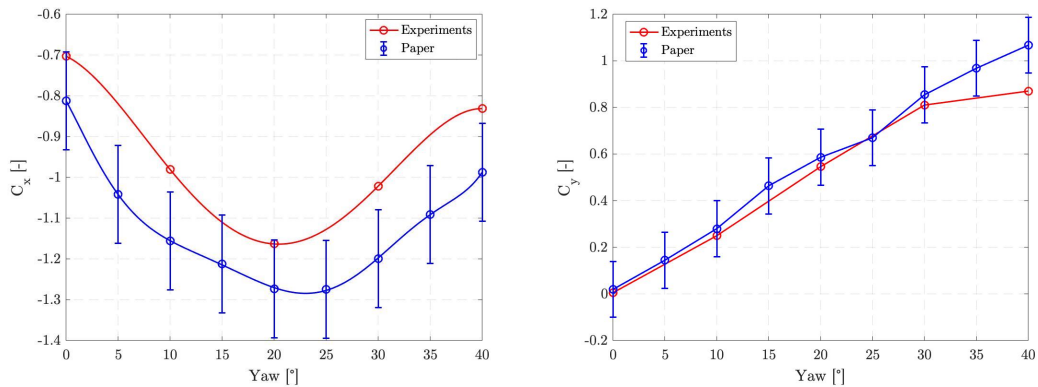 -0.6
-0.7
-0.8
-0.9
-1
-1.1
-1.2
-1.3
-1.4
C_x [-]
0 5 10 15 20 25 30 35 40
Yaw [°]
Experiments
Paper
1.2
1
0.8
0.6
0.4
0.2
0
-0.2
C_y [-]
0 5 10 15 20 25 30 35 40
Yaw [°]
Experiments
Paper